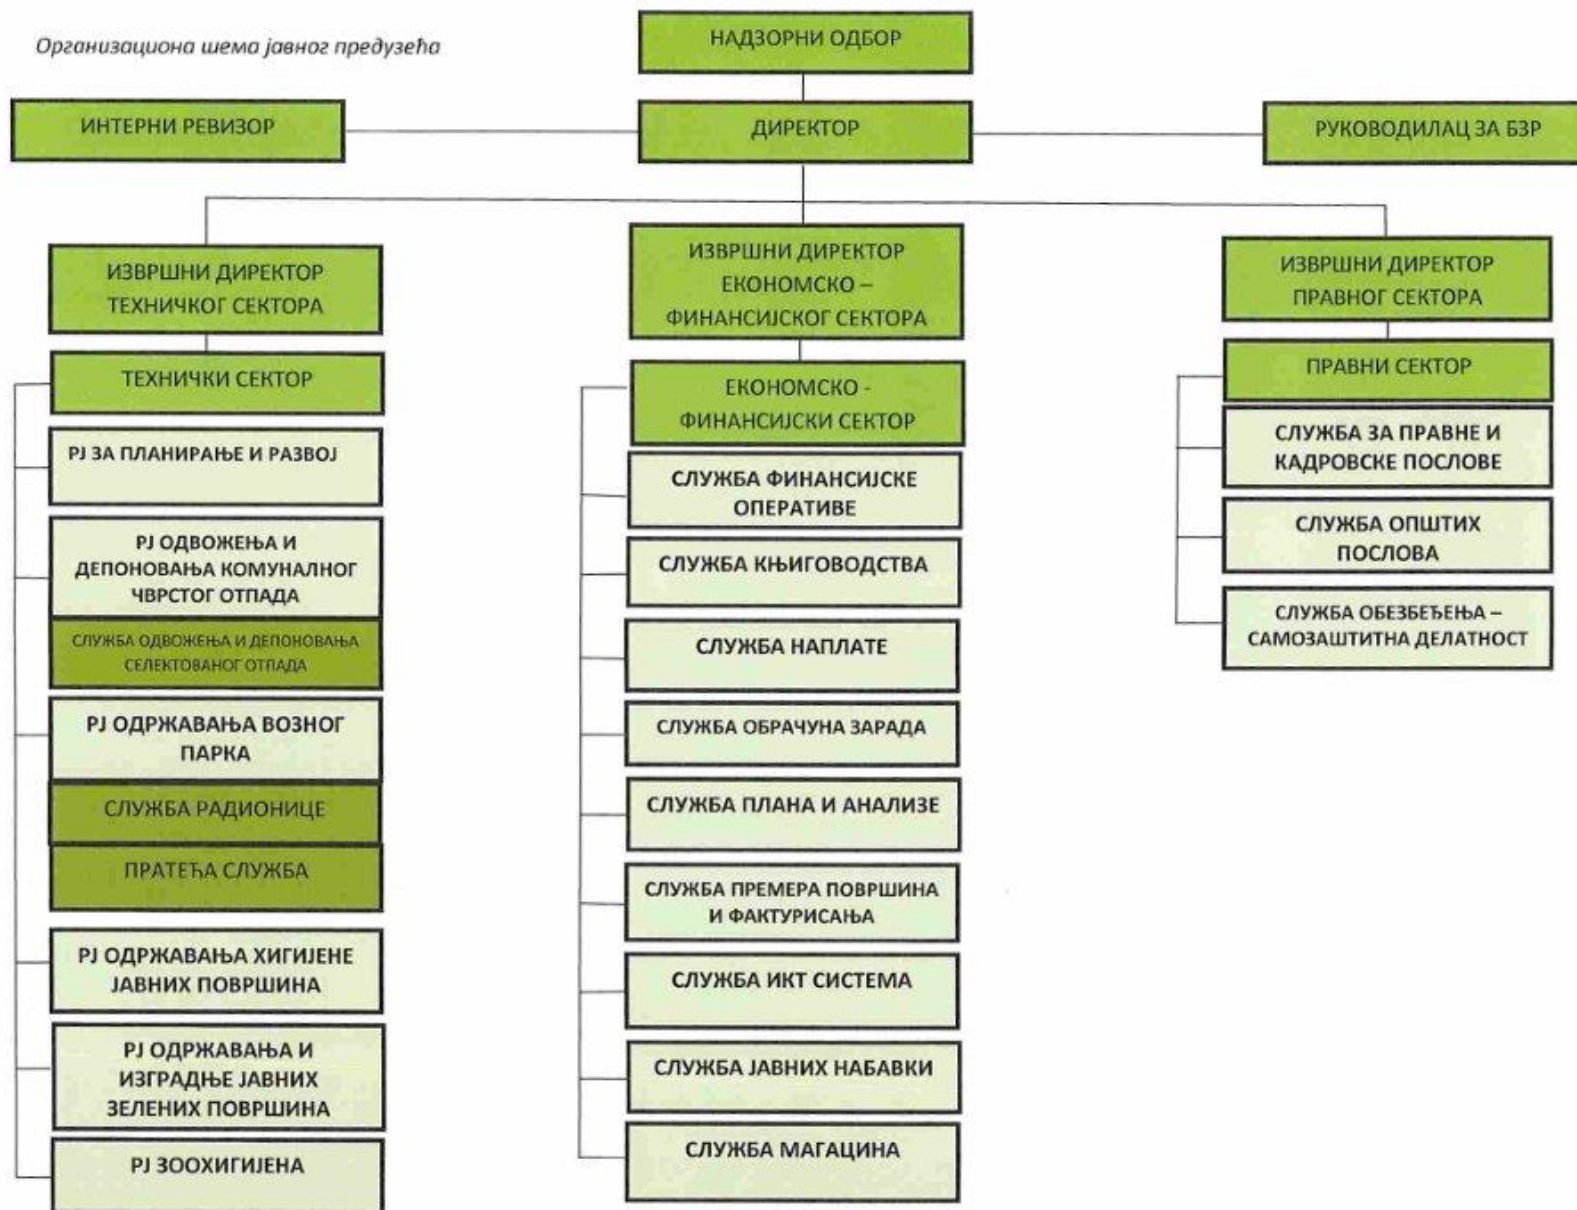 Организациона шема јавног предузећа
НАДЗОРНИ ОДБОР
ИНТЕРНИ РЕВИЗОР
ДИРЕКТОР
РУКОВОДИЛАЦ ЗА БЗР
ИЗВРШНИ ДИРЕКТОР
ТЕХНИЧКОГ СЕКТОРА
ТЕХНИЧКИ СЕКТОР
РЈ ЗА ПЛАНИРАЊЕ И РАЗВОЈ
РЈ ОДВОЖЕЊА И
ДЕПОНОВАЊА КОМУНАЛНОГ
ЧВРСТОГ ОТПАДА
СЛУЖБА ОДВОЖЕЊА И ДЕПОНОВАЊА
СЕЛЕКТОВАНОГ ОТПАДА
РЈ ОДРЖАВАЊА ВОЗНОГ
ПАРКА
СЛУЖБА РАДИОНИЦЕ
ПРАТЕЋА СЛУЖБА
РЈ ОДРЖАВАЊА ХИГИЈЕНЕ
ЈАВНИХ ПОВРШИНА
РЈ ОДРЖАВАЊА И
ИЗГРАДЊЕ ЈАВНИХ
ЗЕЛЕНИХ ПОВРШИНА
РЈ ЗООХИГИЈЕНА
ИЗВРШНИ ДИРЕКТОР
ЕКОНОМСКО –
ФИНАНСИЈСКОГ СЕКТОРА
ЕКОНОМСКО -
ФИНАНСИЈСКИ СЕКТОР
СЛУЖБА ФИНАНСИЈСКЕ
ОПЕРАТИВЕ
СЛУЖБА КЊИГОВОДСТВА
СЛУЖБА НАПЛАТЕ
СЛУЖБА ОБРАЧУНА ЗАРАДА
СЛУЖБА ПЛАНА И АНАЛИЗЕ
СЛУЖБА ПРЕМЕРА ПОВРШИНА
И ФАКТУРИСАЊА
СЛУЖБА ИКТ СИСТЕМА
СЛУЖБА ЈАВНИХ НАБАВКИ
СЛУЖБА МАГАЦИНА
ИЗВРШНИ ДИРЕКТОР
ПРАВНОГ СЕКТОРА
ПРАВНИ СЕКТОР
СЛУЖБА ЗА ПРАВНЕ И
КАДРОВСКЕ ПОСЛОВЕ
СЛУЖБА ОПШТИХ
ПОСЛОВА
СЛУЖБА ОБЕЗБЕЂЕЊА –
САМОЗАШТИТНА ДЕЛАТНОСТ